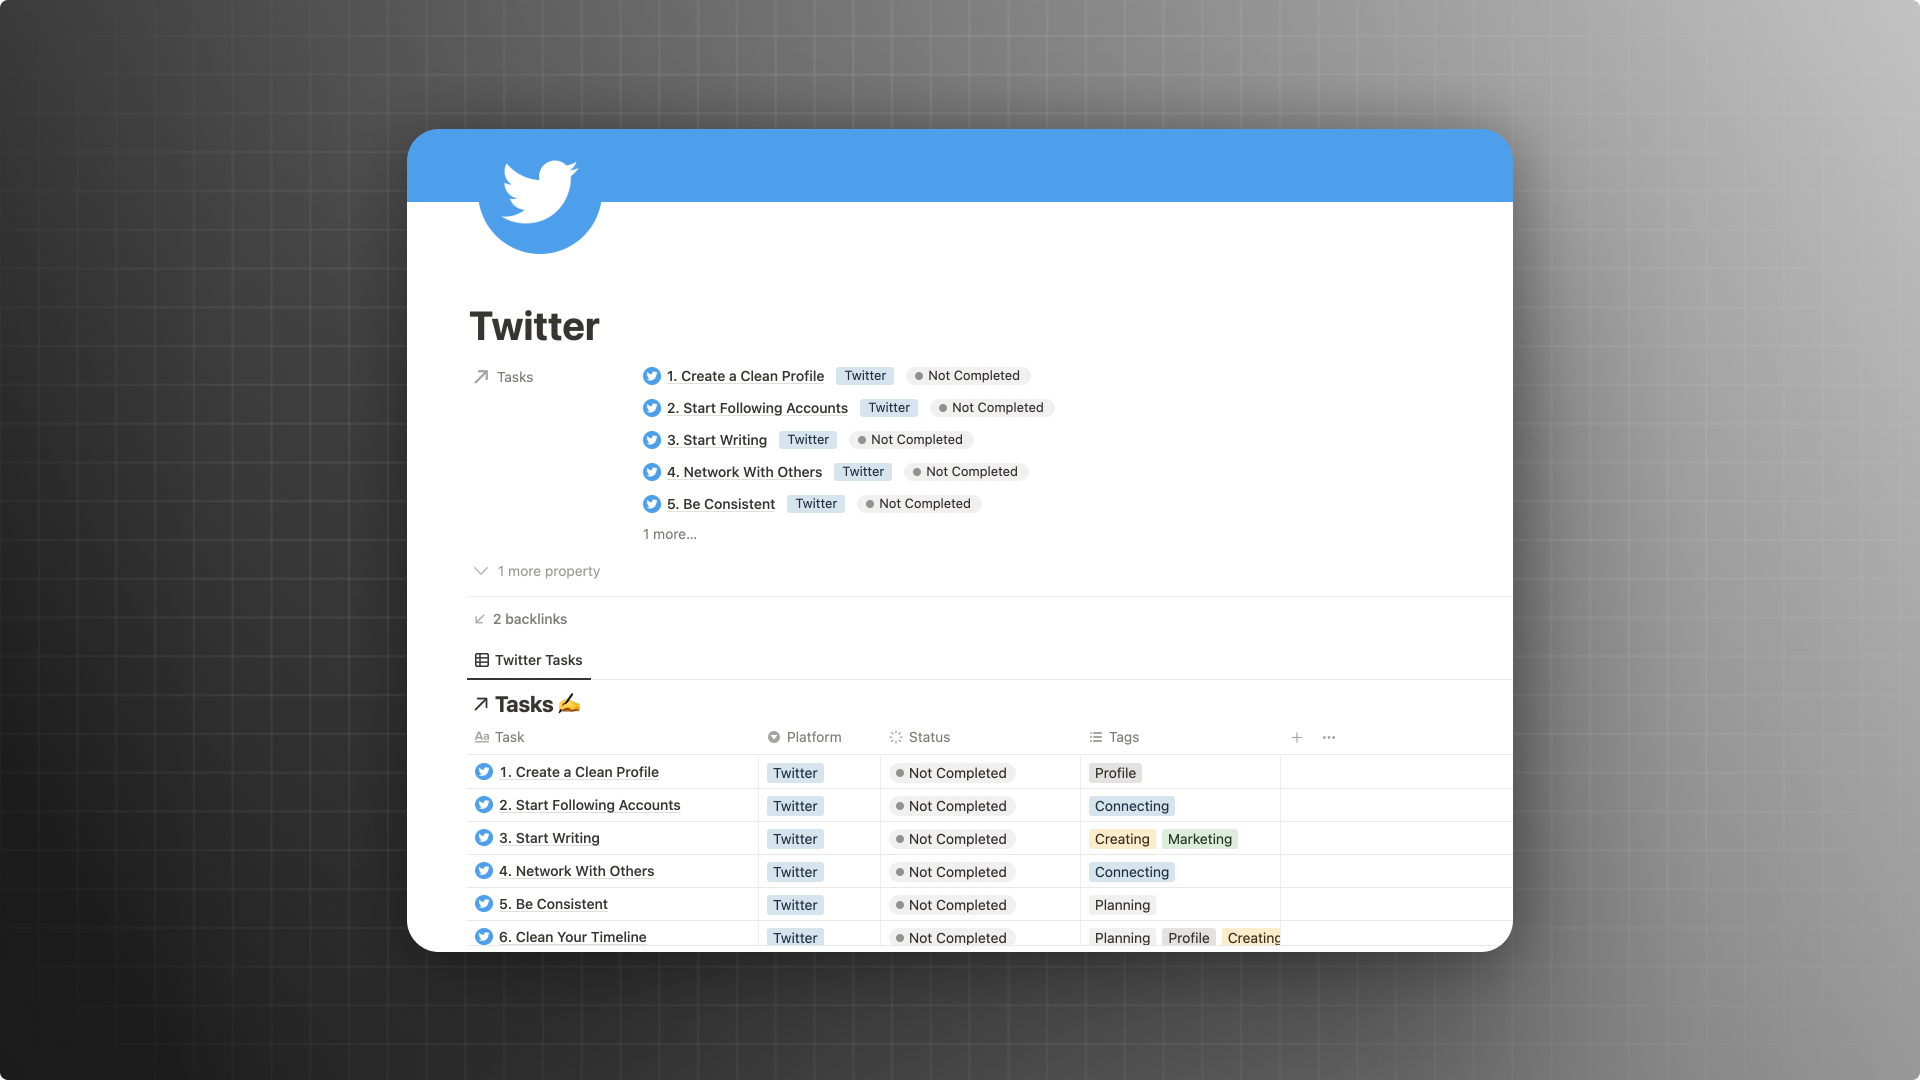 Twitter
Tasks
1. Create a Clean Profile Twitter Not Completed
2. Start Following Accounts Twitter Not Completed
3. Start Writing Twitter Not Completed
4. Network With Others Twitter Not Completed
5. Be Consistent Twitter Not Completed
1 more...
1 more property
2 backlinks
Twitter Tasks
Tasks ✍️
Aa Task Platform Status Tags
1. Create a Clean Profile Twitter Not Completed Profile
2. Start Following Accounts Twitter Not Completed Connecting
3. Start Writing Twitter Not Completed Creating Marketing
4. Network With Others Twitter Not Completed Connecting
5. Be Consistent Twitter Not Completed Planning
6. Clean Your Timeline Twitter Not Completed Planning Profile Creating